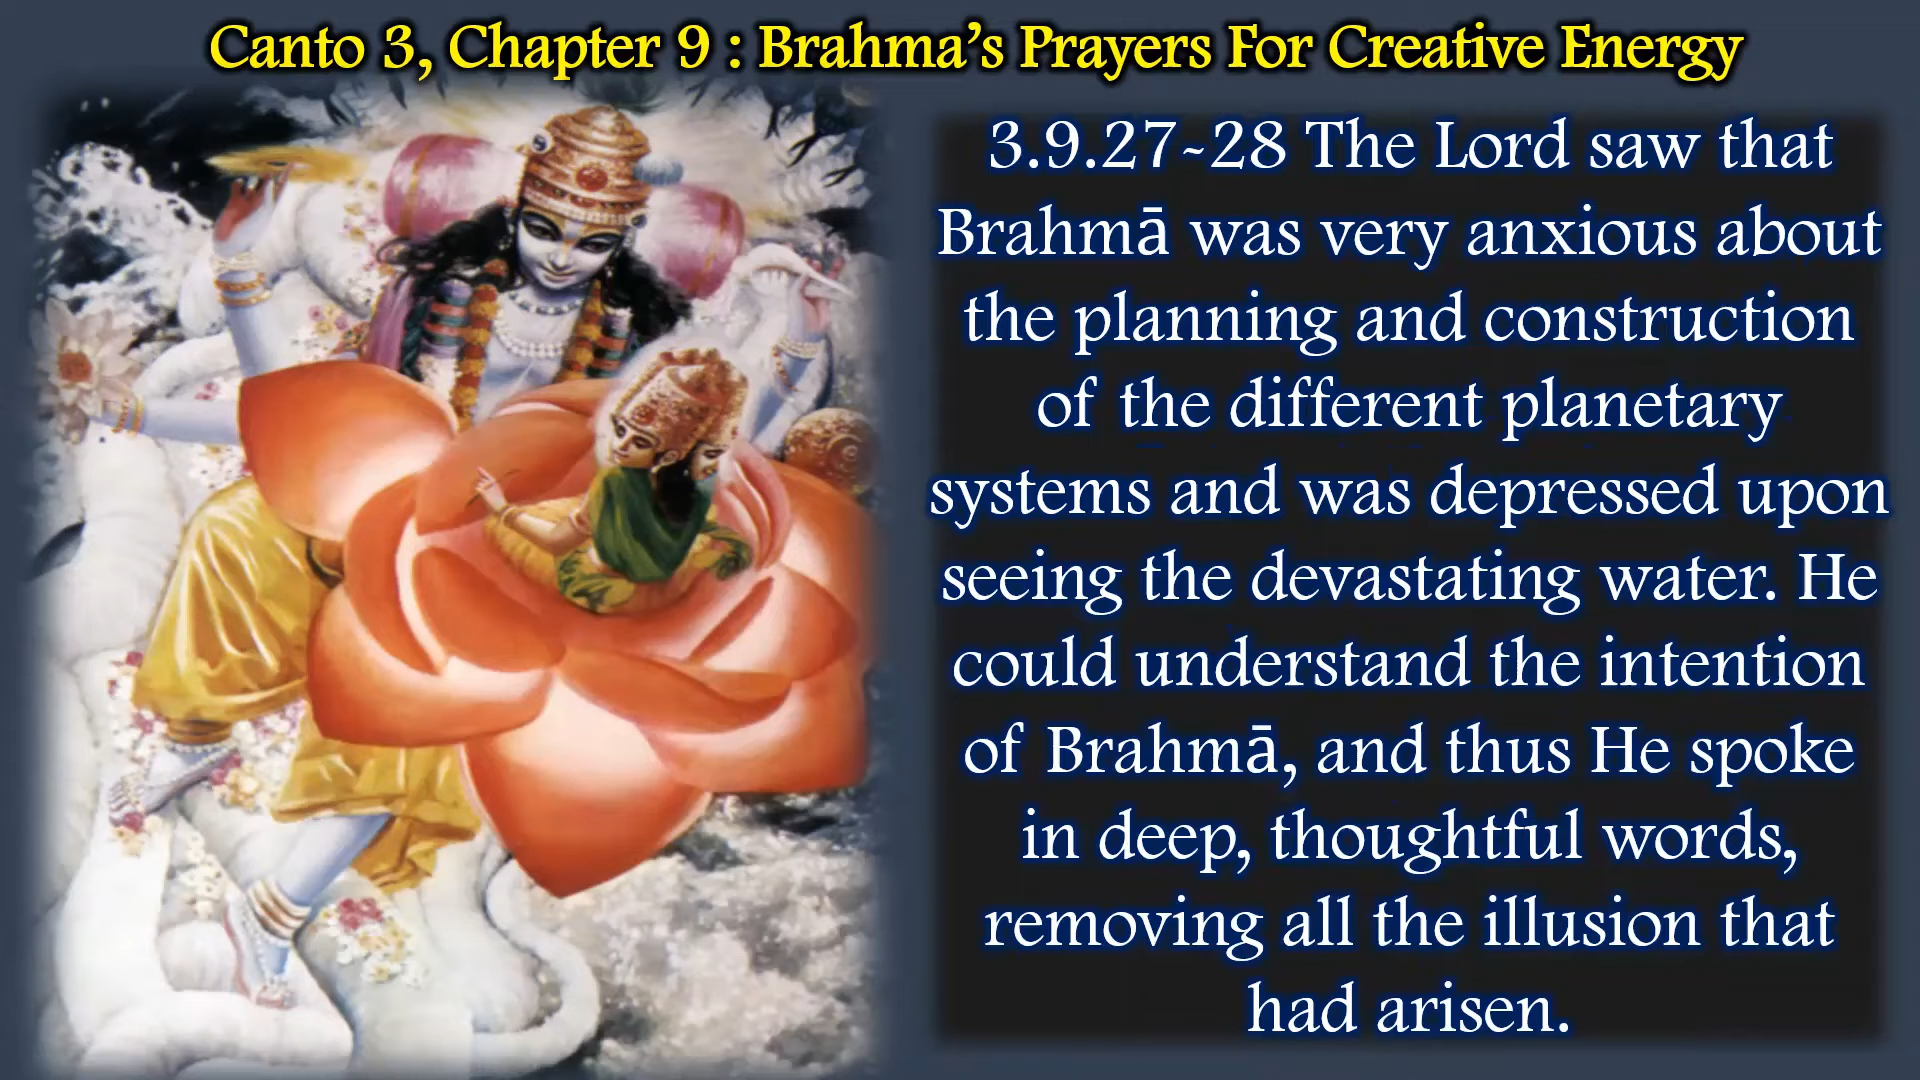 Canto 3, Chapter 9 : Brahma’s Prayers For Creative Energy
3.9.27-28 The Lord saw that
Brahmā was very anxious about
the planning and construction
of the different planetary
systems and was depressed upon
seeing the devastating water. He
could understand the intention
of Brahmā, and thus He spoke
in deep, thoughtful words,
removing all the illusion that
had arisen.